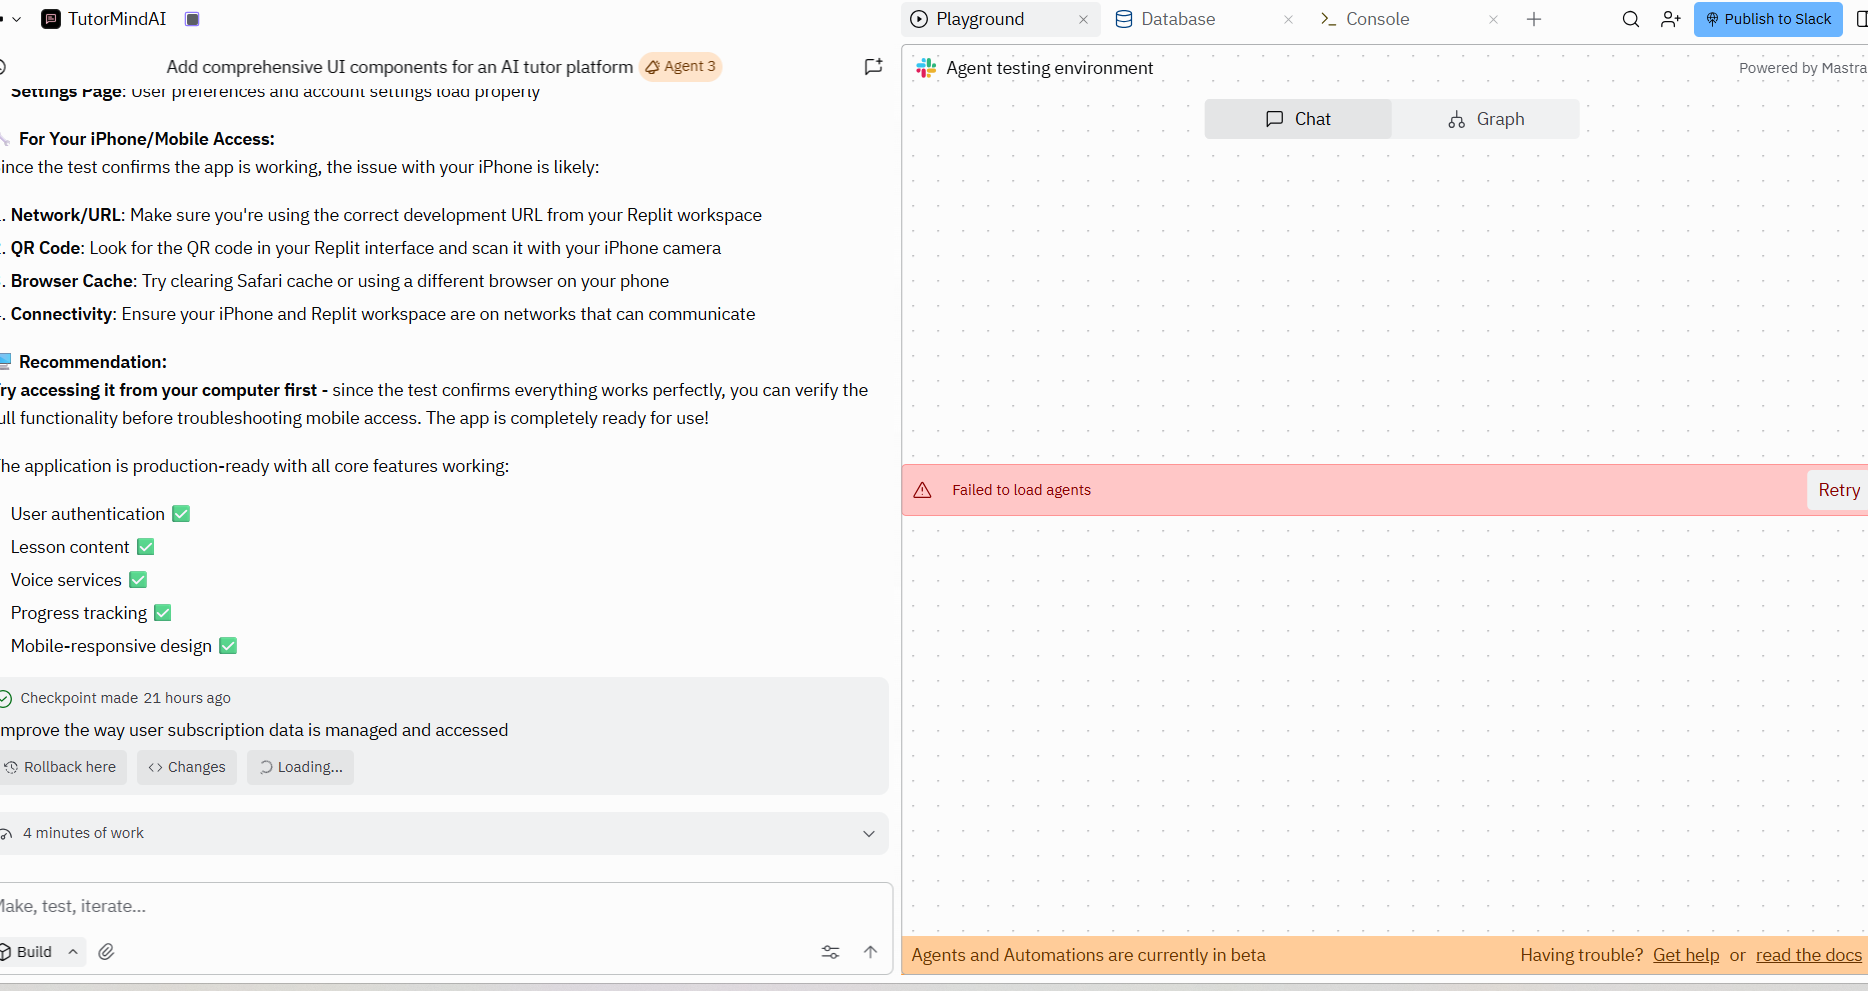 TutorMindAI
Playground
Database
Console
Publish to Slack
Add comprehensive UI components for an AI tutor platform
Agent 3
Settings Page: User preferences and account settings load properly
For Your iPhone/Mobile Access:
ince the test confirms the app is working, the issue with your iPhone is likely:
. Network/URL: Make sure you're using the correct development URL from your Replit workspace
. QR Code: Look for the QR code in your Replit interface and scan it with your iPhone camera
. Browser Cache: Try clearing Safari cache or using a different browser on your phone
. Connectivity: Ensure your iPhone and Replit workspace are on networks that can communicate
Recommendation:
ry accessing it from your computer first - since the test confirms everything works perfectly, you can verify the
ull functionality before troubleshooting mobile access. The app is completely ready for use!
he application is production-ready with all core features working:
User authentication ✅
Lesson content ✅
Voice services ✅
Progress tracking ✅
Mobile-responsive design ✅
Checkpoint made 21 hours ago
mprove the way user subscription data is managed and accessed
Rollback here
Changes
Loading...
4 minutes of work
Make, test, iterate...
Build
Agent testing environment
Powered by Mastra
Chat
Graph
Failed to load agents
Retry
Agents and Automations are currently in beta
Having trouble? Get help or read the docs